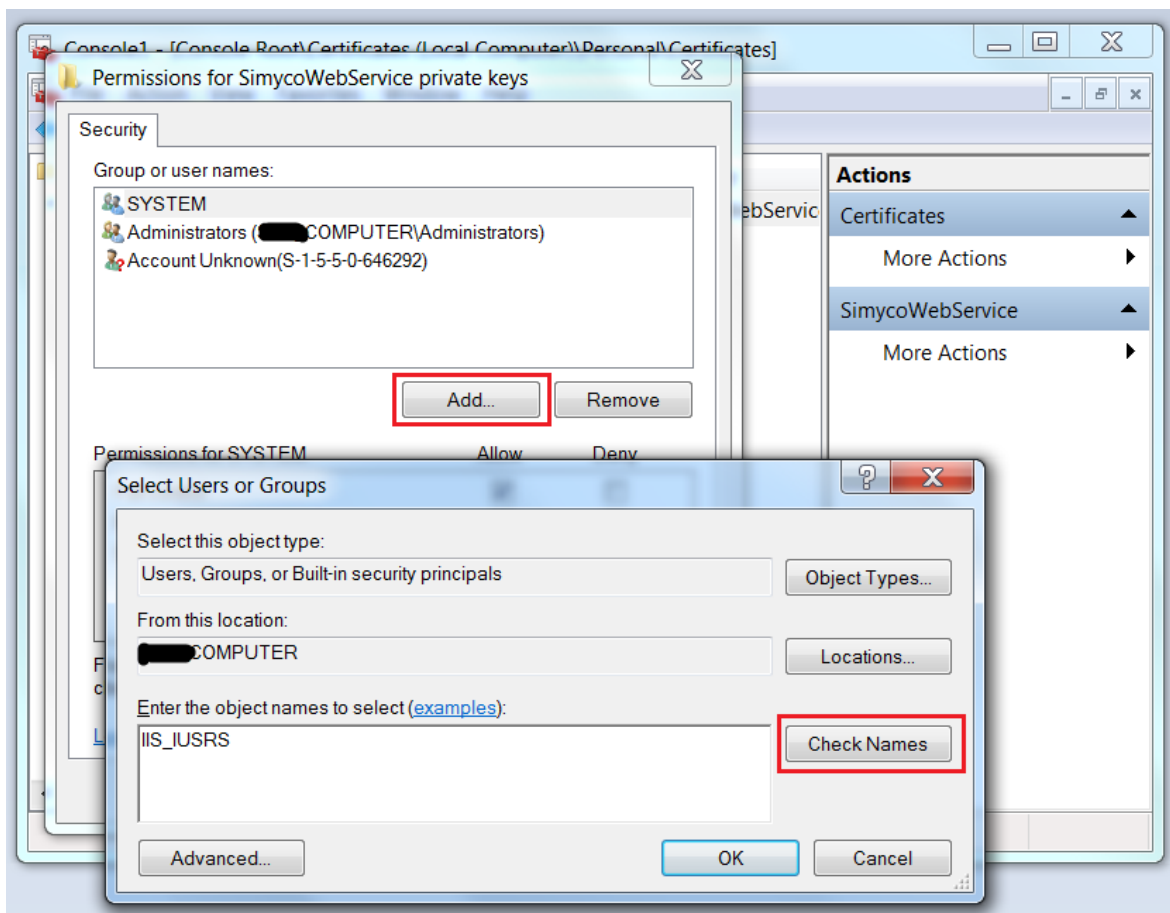 Console1 - [Console Root\Certificates (Local Computer)\Personal\Certificates]
Permissions for SimycoWebService private keys
Security
Group or user names:
SYSTEM
Administrators (COMPUTER\Administrators)
Account Unknown(S-1-5-5-0-646292)
Add...
Remove
Permissions for SYSTEM
Allow
Deny
ebServic
Actions
Certificates
More Actions
SimycoWebService
More Actions
Select Users or Groups
Select this object type:
Users, Groups, or Built-in security principals
Object Types...
From this location:
COMPUTER
Locations...
Enter the object names to select (examples):
IIS_IUSRS
Check Names
Advanced...
OK
Cancel